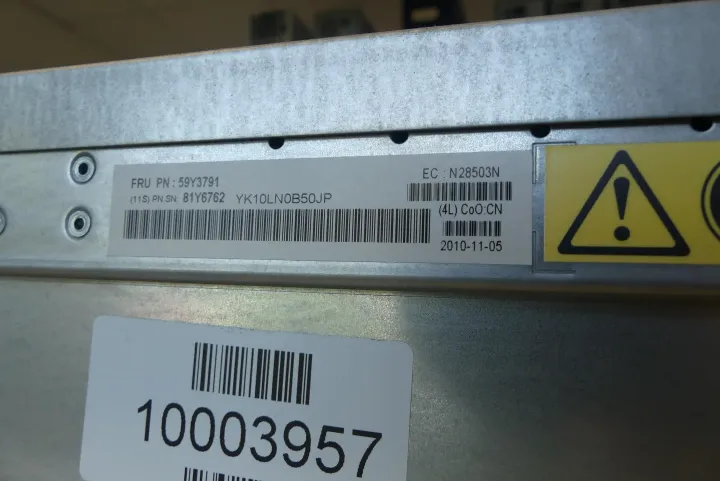 FRU PN : 59Y3791
(11S) PN.SN: 81Y6762 YK10LN0B50JP
EC : N28503N
(4L) CoO:CN
2010-11-05
10003957